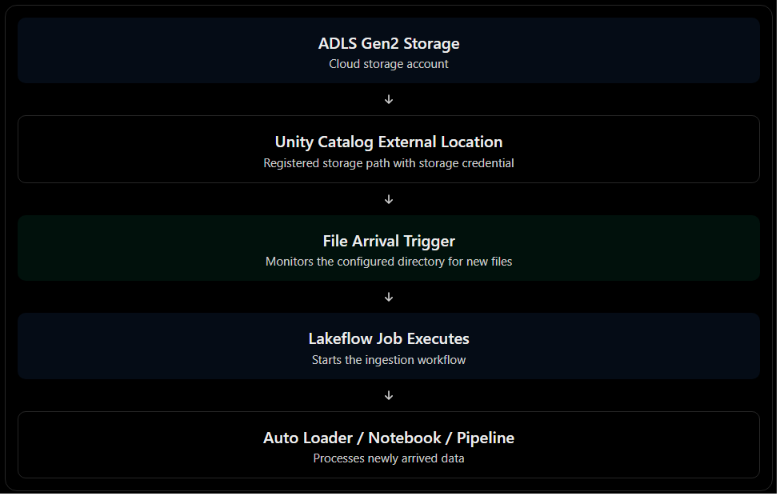 ADLS Gen2 Storage
Cloud storage account
↓
Unity Catalog External Location
Registered storage path with storage credential
↓
File Arrival Trigger
Monitors the configured directory for new files
↓
Lakeflow Job Executes
Starts the ingestion workflow
↓
Auto Loader / Notebook / Pipeline
Processes newly arrived data